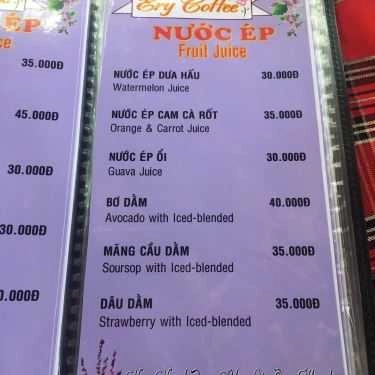 Ery Coffee
ÉP
35.000Đ
45.000Đ
30.000Đ
30.000Đ
0.000Đ
NƯỚC ÉP
Fruit Juice
NƯỚC ÉP DƯA HẤU 30.000Đ
Watermelon Juice
NƯỚC ÉP CAM CÀ RỐT 35.000Đ
Orange & Carrot Juice
NƯỚC ÉP ỔI 30.000Đ
Guava Juice
BƠ DẦM 40.000Đ
Avocado with Iced-blended
MÃNG CẦU DẦM 35.000Đ
Soursop with Iced-blended
DÂU DẦM 35.000Đ
Strawberry with Iced-blended